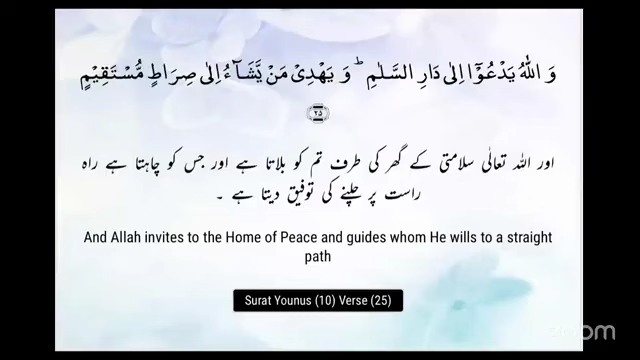 وَ اللّٰهُ يَدْعُوْۤا اِلٰى دَارِ السَّلٰمِ ؕ وَ يَهْدِىْ مَنْ يَّشَآءُ اِلٰى صِرَاطٍ مُّسْتَقِيْمٍ
۲۵
اور اللہ تعالٰی سلامتی کے گھر کی طرف تم کو بلاتا ہے اور جس کو چاہتا ہے راہ
راست پر چلنے کی توفیق دیتا ہے ۔
And Allah invites to the Home of Peace and guides whom He wills to a straight
path
Surat Younus (10) Verse (25)